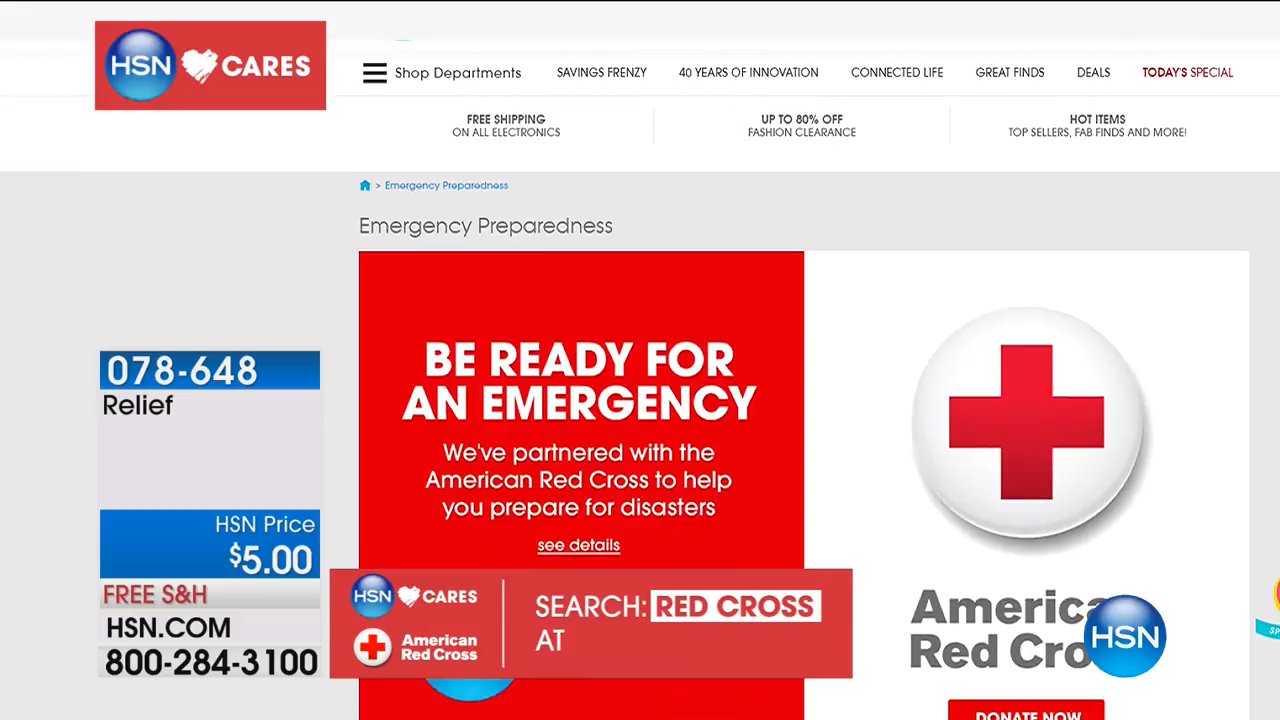 HSN CARES
Shop Departments
SAVINGS FRENZY
40 YEARS OF INNOVATION
CONNECTED LIFE
GREAT FINDS
DEALS
TODAY'S SPECIAL
FREE SHIPPING
ON ALL ELECTRONICS
UP TO 80% OFF
FASHION CLEARANCE
HOT ITEMS
TOP SELLERS, FAB FINDS AND MORE!
> Emergency Preparedness
Emergency Preparedness
BE READY FOR
AN EMERGENCY
We've partnered with the
American Red Cross to help
you prepare for disasters
see details
078-648
Relief
HSN Price
$5.00
FREE S&H
HSN.COM
800-284-3100
HSN CARES
American
Red Cross
SEARCH: RED CROSS
AT
America
Red Cro
HSN
DONATE NOW